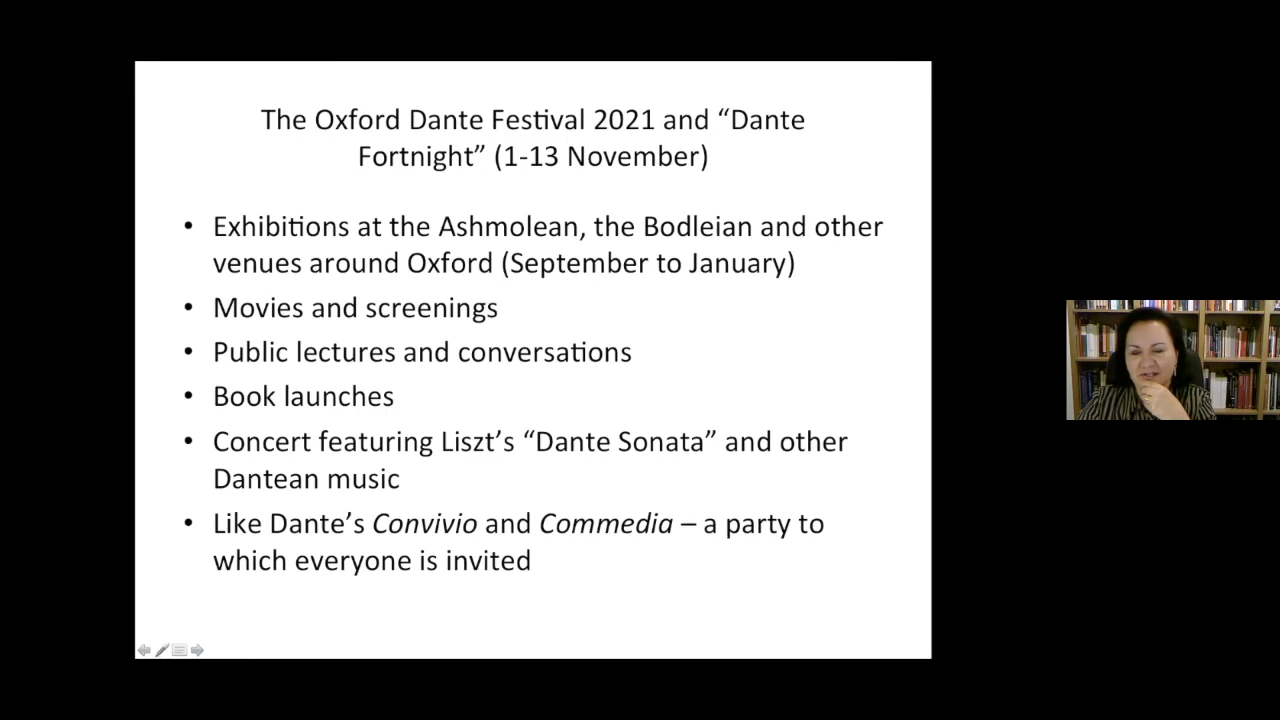 The Oxford Dante Festival 2021 and “Dante
Fortnight” (1-13 November)
• Exhibitions at the Ashmolean, the Bodleian and other
venues around Oxford (September to January)
• Movies and screenings
• Public lectures and conversations
• Book launches
• Concert featuring Liszt’s “Dante Sonata” and other
Dantean music
• Like Dante’s Convivio and Commedia – a party to
which everyone is invited